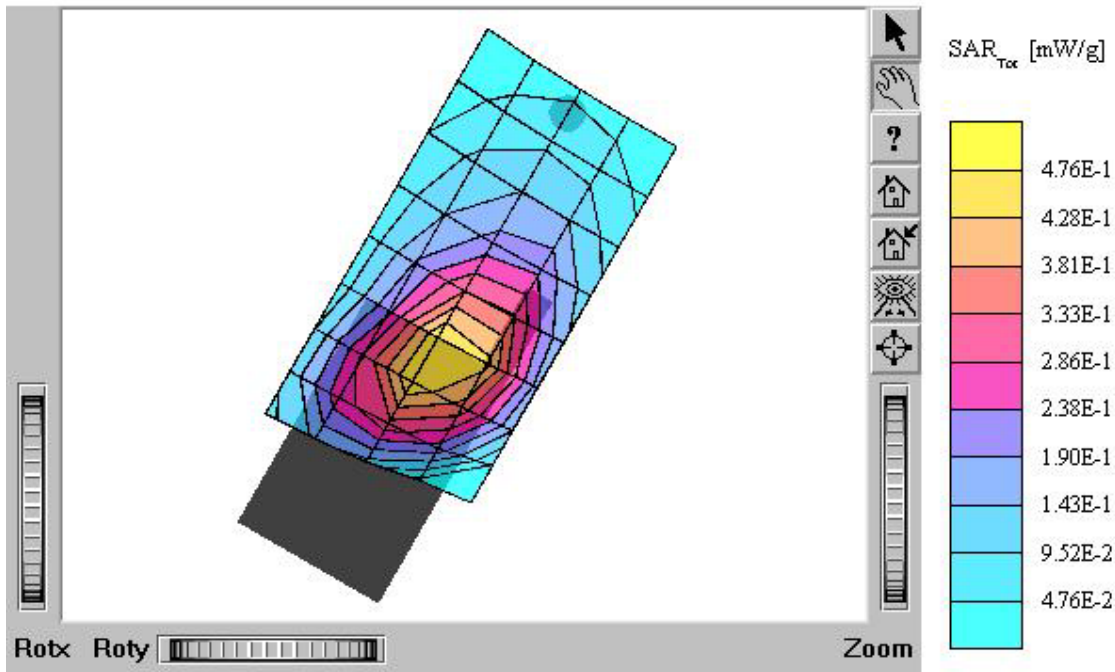 SAR_Tot [mW/g]
?
4.76E-1
4.28E-1
3.81E-1
3.33E-1
2.86E-1
2.38E-1
1.90E-1
1.43E-1
9.52E-2
4.76E-2
Rotx Roty Zoom